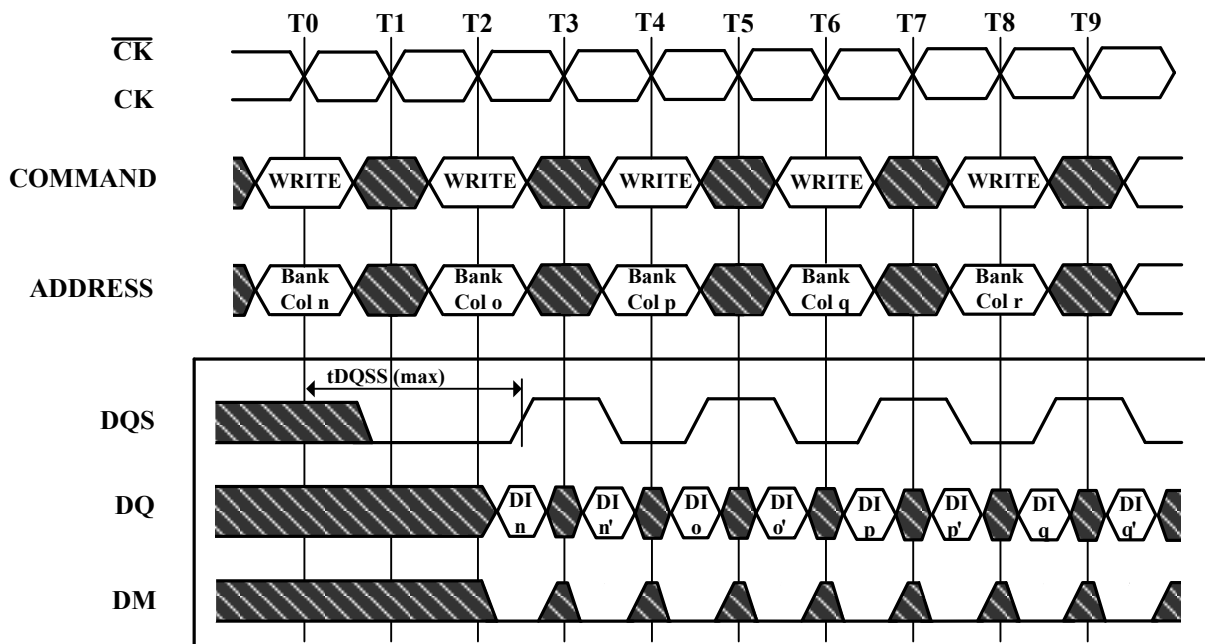 T0 T1 T2 T3 T4 T5 T6 T7 T8 T9
CK
CK
COMMAND WRITE WRITE WRITE WRITE WRITE
ADDRESS Bank Bank Bank Bank Bank
Col n Col o Col p Col q Col r
tDQSS (max)
DQS
DQ DI DI DI DI DI DI DI DI
n n' o o' p p' q q'
DM